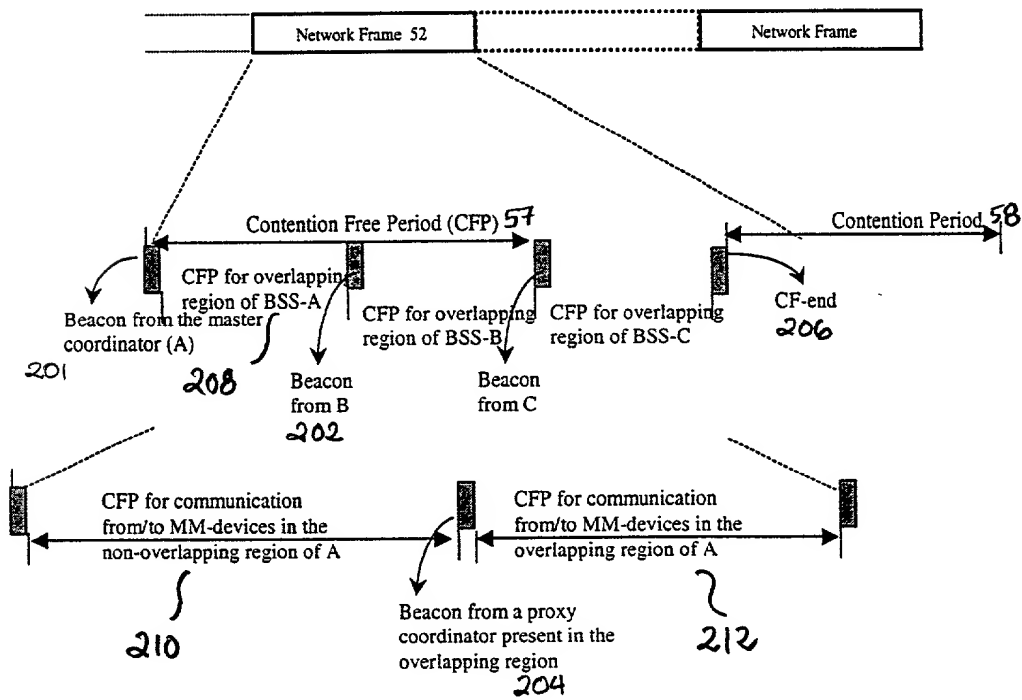 Network Frame 52
Network Frame
Contention Free Period (CFP) 57
Contention Period 58
CFP for overlappin
region of BSS-A
Beacon from the master
coordinator (A)
201
208
CFP for overlapping
region of BSS-B
CFP for overlapping
region of BSS-C
CF-end
206
Beacon
from B
202
Beacon
from C
CFP for communication
from/to MM-devices in the
non-overlapping region of A
CFP for communication
from/to MM-devices in the
overlapping region of A
210
Beacon from a proxy
coordinator present in the
overlapping region
204
212